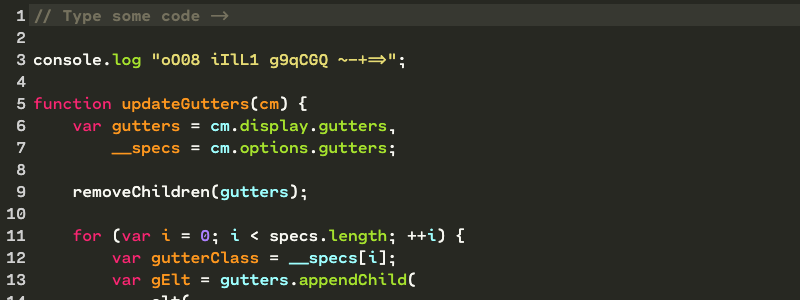 1 // Type some code ->
2
3 console.log "oO08 iIlL1 g9qCGQ ~-+=>";
4
5 function updateGutters(cm) {
6 var gutters = cm.display.gutters,
7 __specs = cm.options.gutters;
8
9 removeChildren(gutters);
10
11 for (var i = 0; i < specs.length; ++i) {
12 var gutterClass = __specs[i];
13 var gElt = gutters.appendChild(